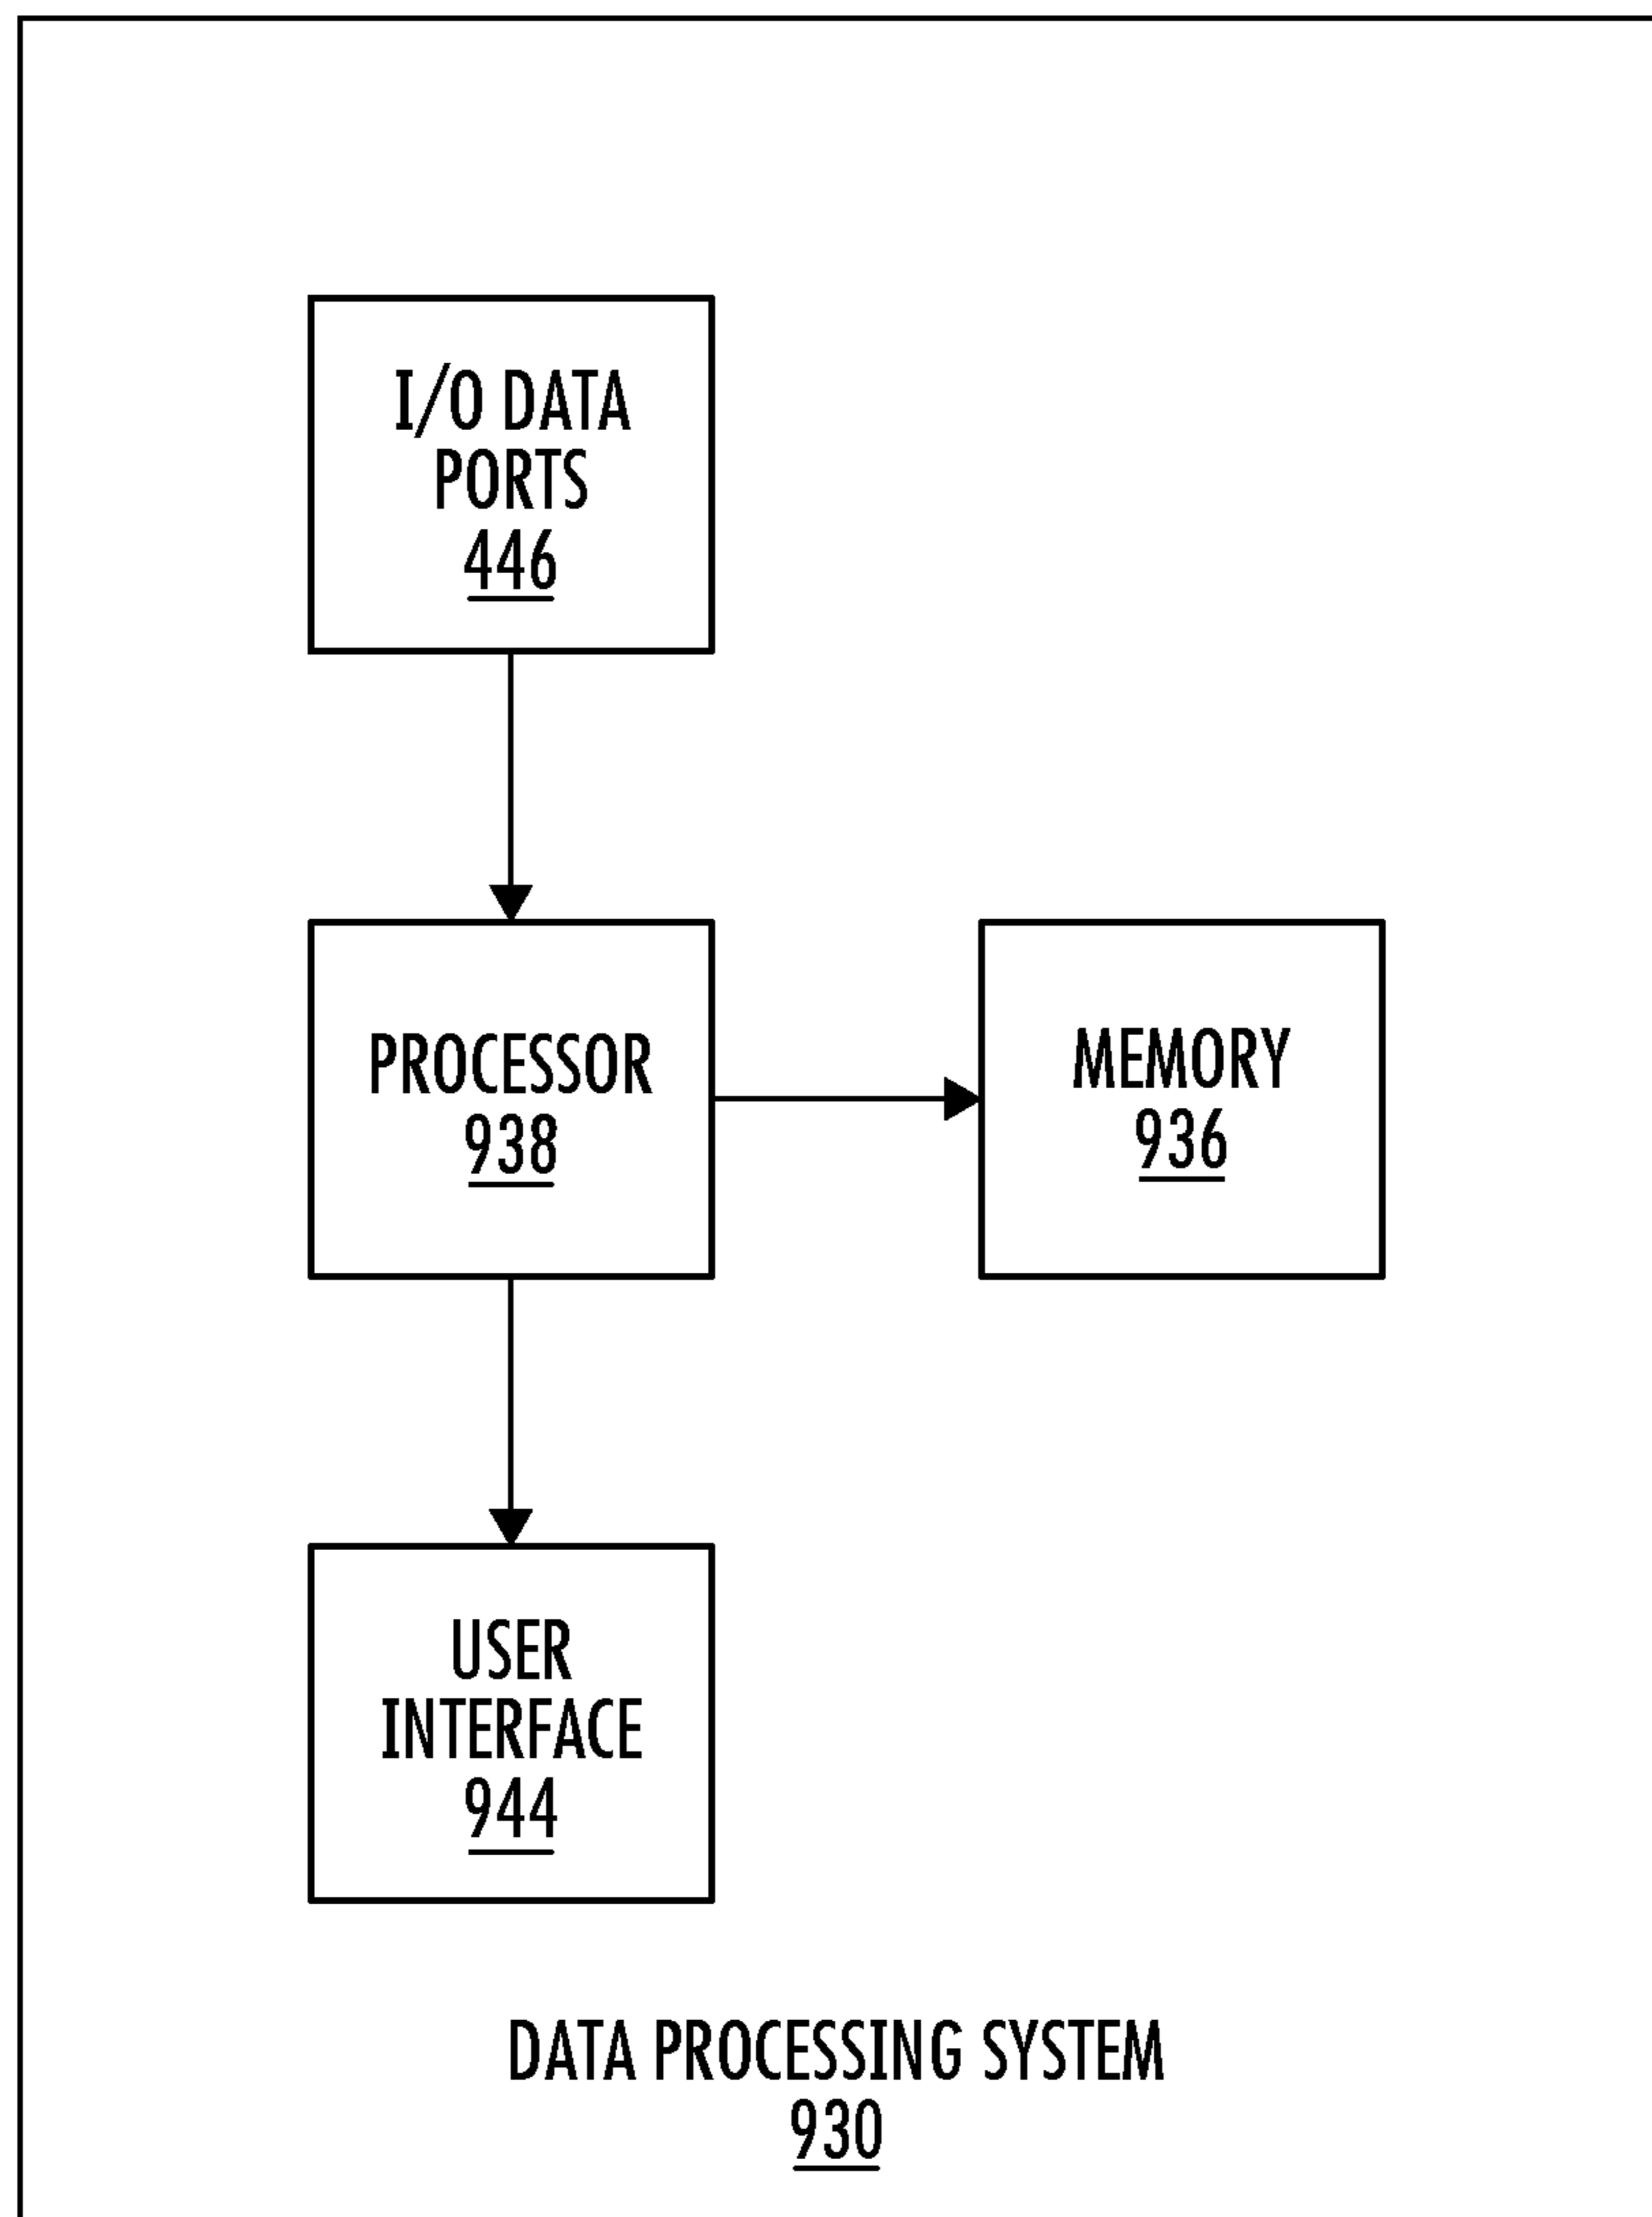 I/O DATA
PORTS
446
PROCESSOR
938
MEMORY
936
USER
INTERFACE
944
DATA PROCESSING SYSTEM
930